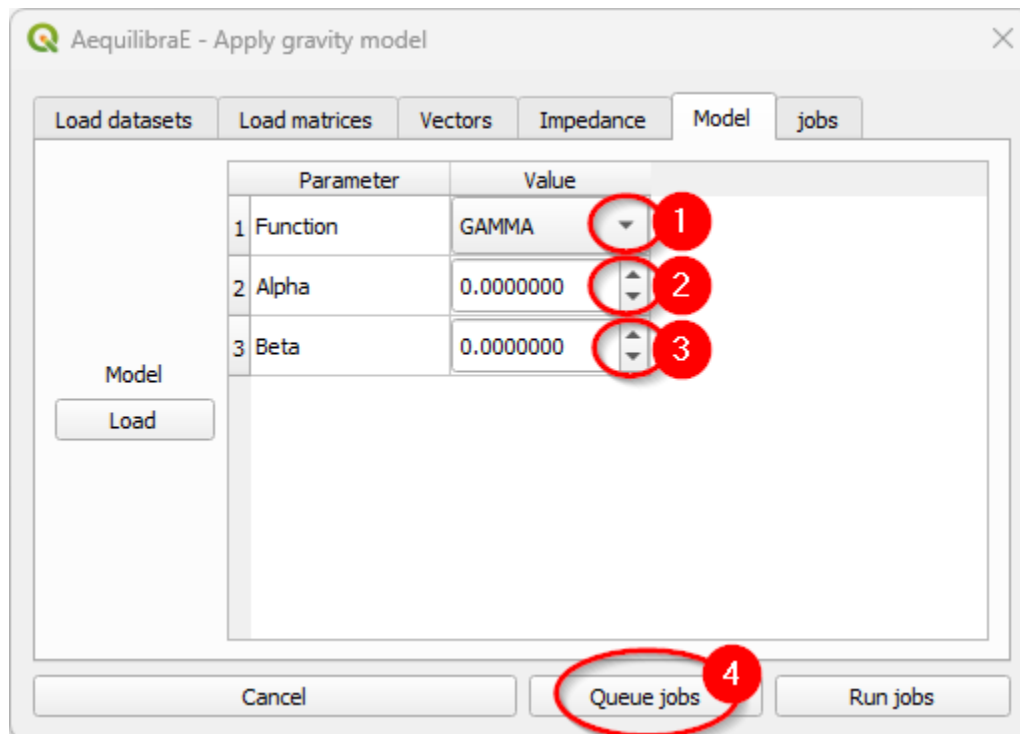 AequilibraE - Apply gravity model
Load datasets Load matrices Vectors Impedance Model jobs
Parameter Value
1 Function GAMMA 1
2 Alpha 0.0000000 2
3 Beta 0.0000000 3
Model
Load
4
Cancel Queue jobs Run jobs